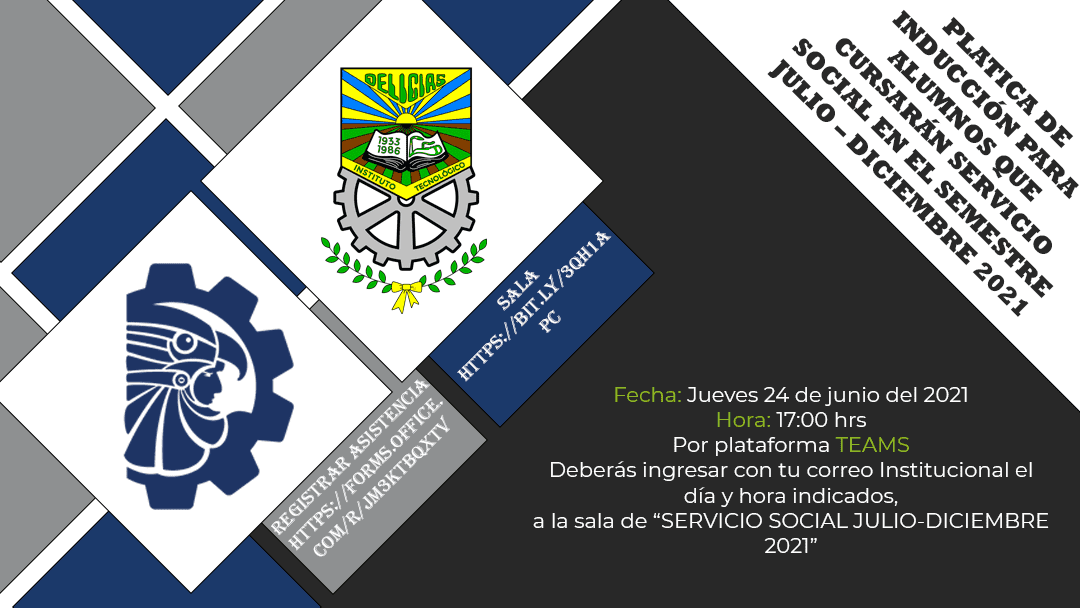 PLATICA DE
INDUCCIÓN PARA
ALUMNOS QUE
CURSARÁN SERVICIO
SOCIAL EN EL SEMESTRE
JULIO – DICIEMBRE 2021
DELICIAS
1933
1986
INSTITUTO TECNOLÓGICO
SALA
HTTPS://BIT.LY/3QH1A
PC
REGISTRAR ASISTENCIA
HTTPS://FORMS.OFFICE.
COM/R/JM3KTBQXTV
Fecha: Jueves 24 de junio del 2021
Hora: 17:00 hrs
Por plataforma TEAMS
Deberás ingresar con tu correo Institucional el
día y hora indicados,
a la sala de “SERVICIO SOCIAL JULIO-DICIEMBRE
2021”